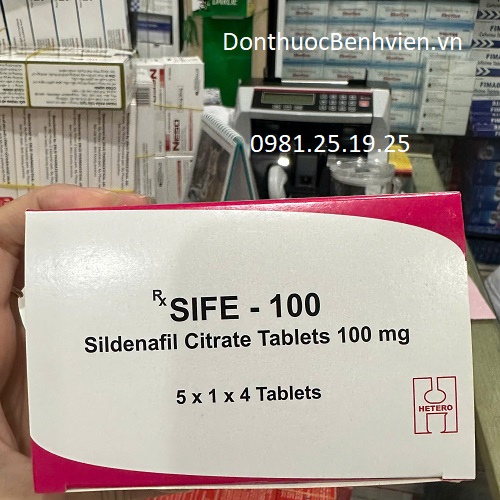 DonthuocBenhvien.vn
0981.25.19.25
Rx SIFE - 100
Sildenafil Citrate Tablets 100 mg
5 x 1 x 4 Tablets
HETERO